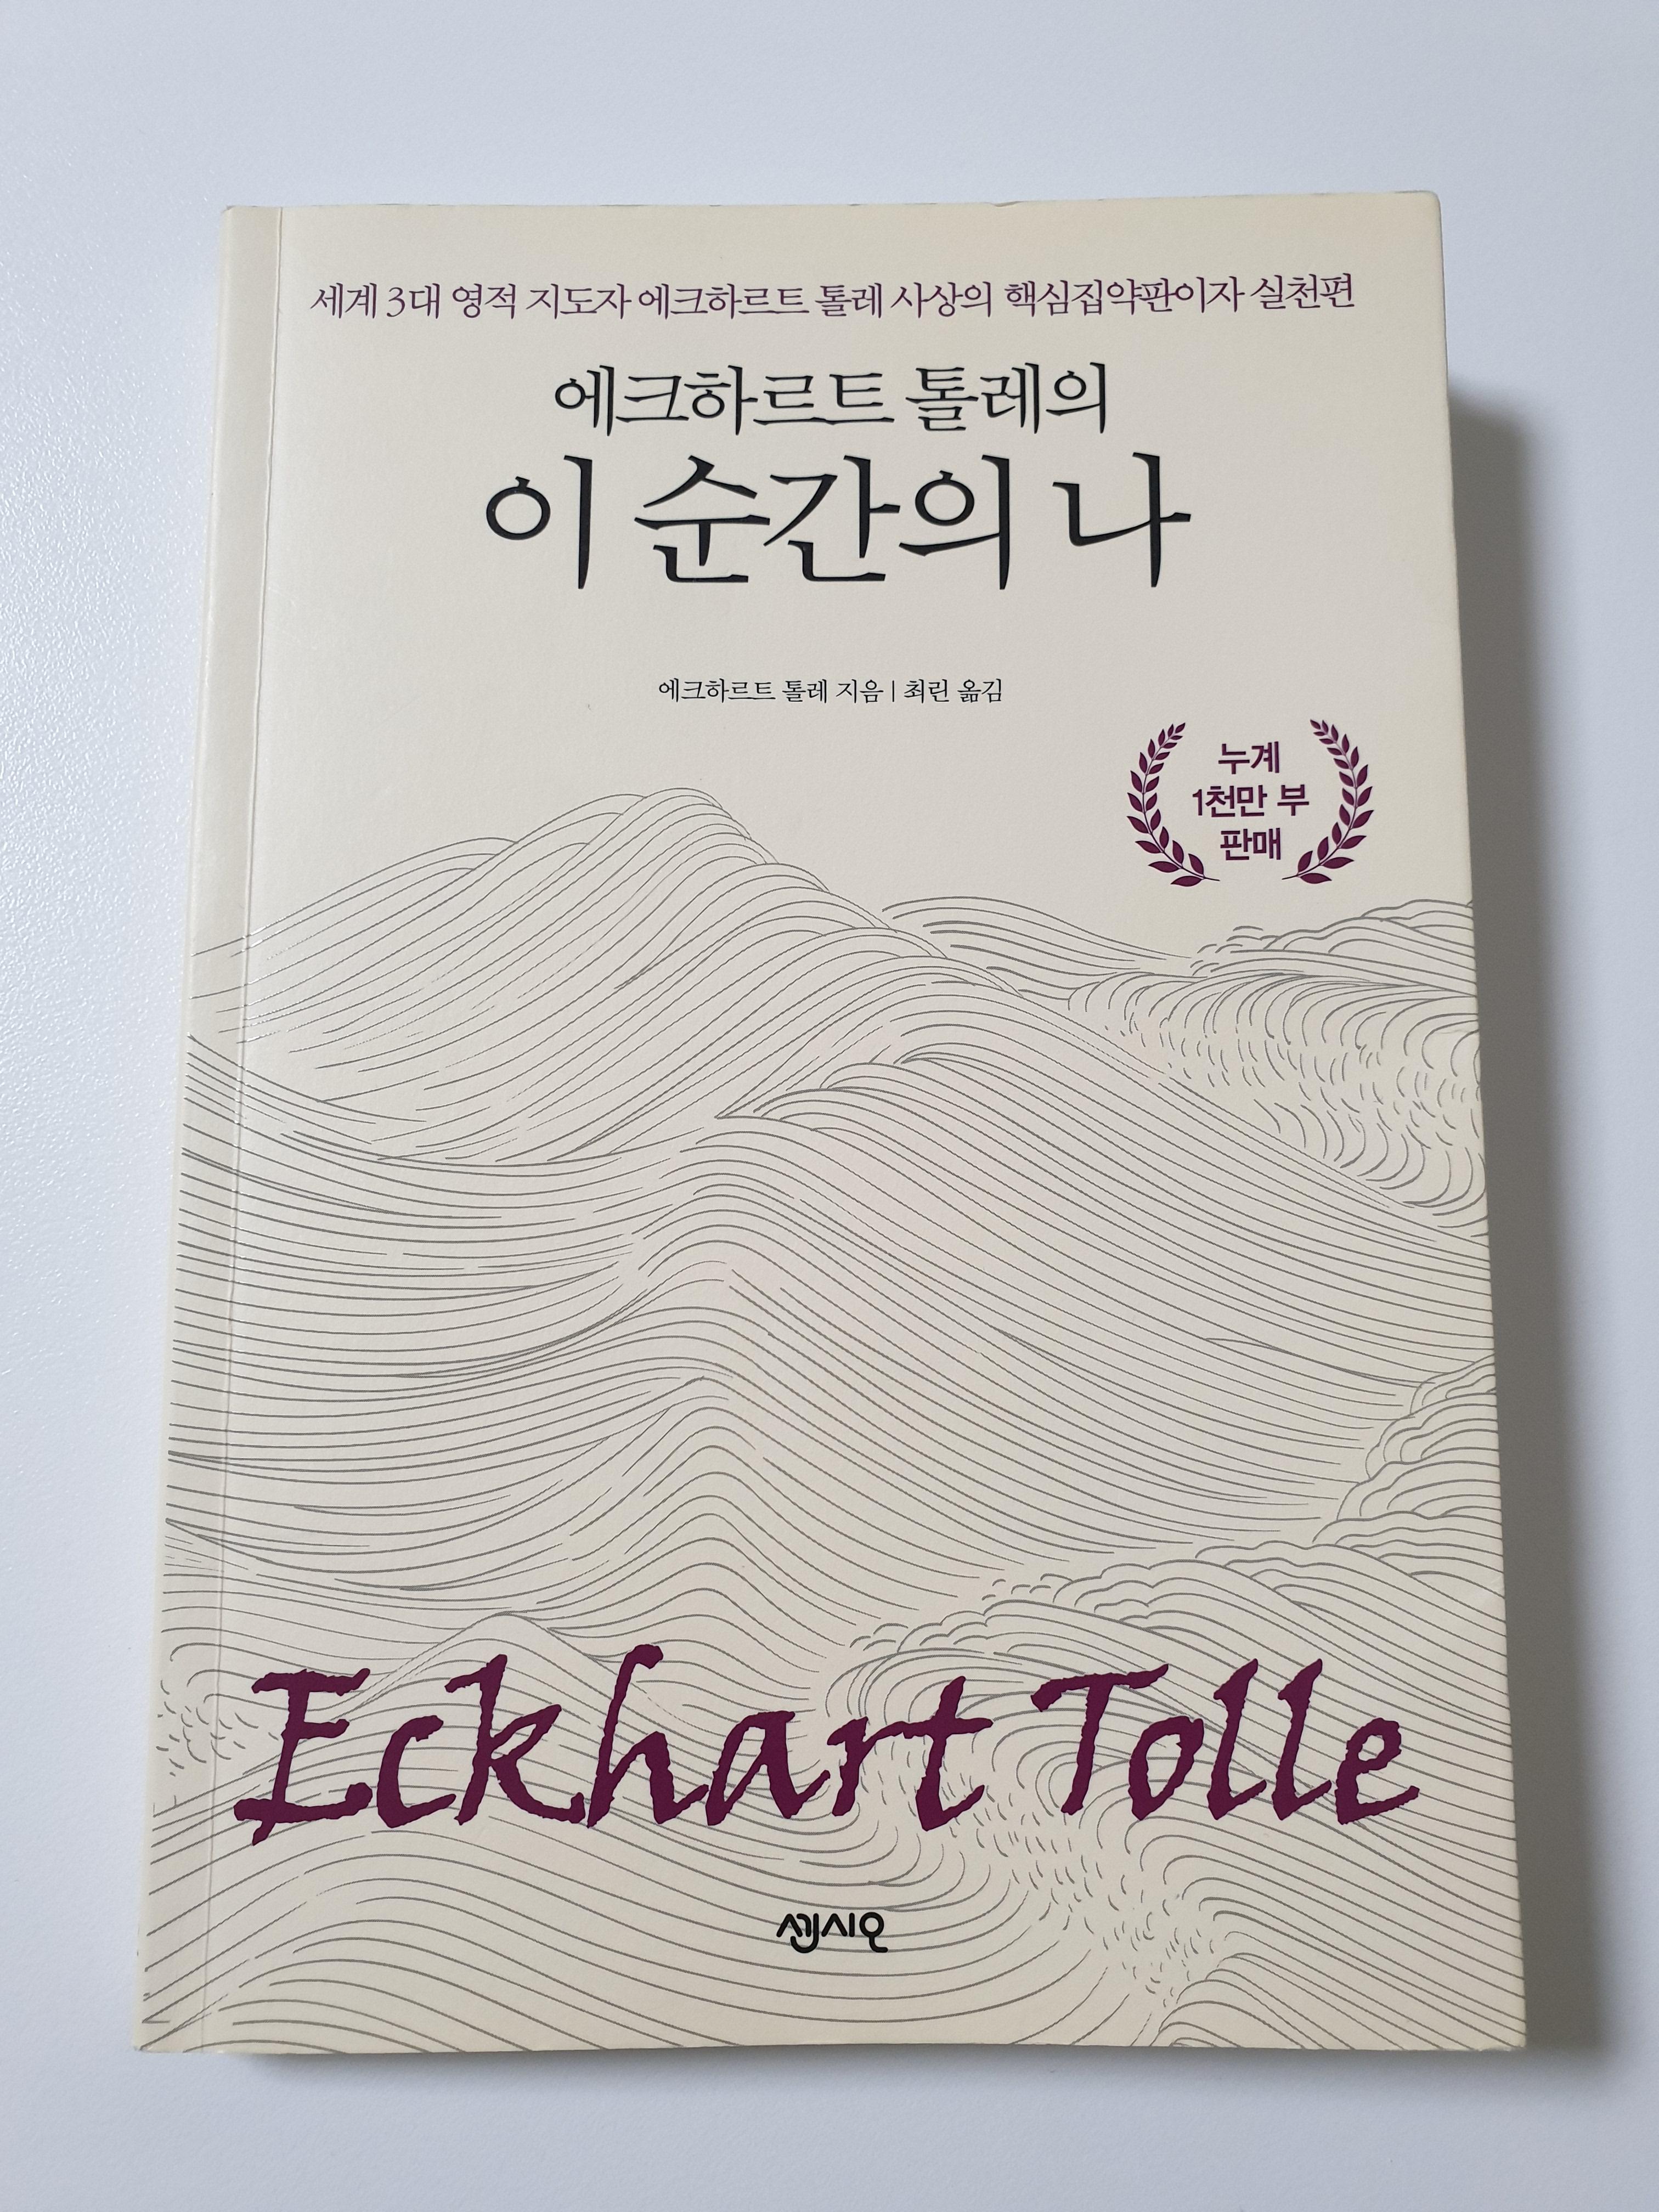 세계 3대 영적 지도자 에크하르트 톨레 사상의 핵심집약판이자 실천편
에크하르트 톨레의
이 순간의 나
에크하르트 톨레 지음 | 최린 옮김
누계
1천만 부
판매
Eckhart Tolle
센시오